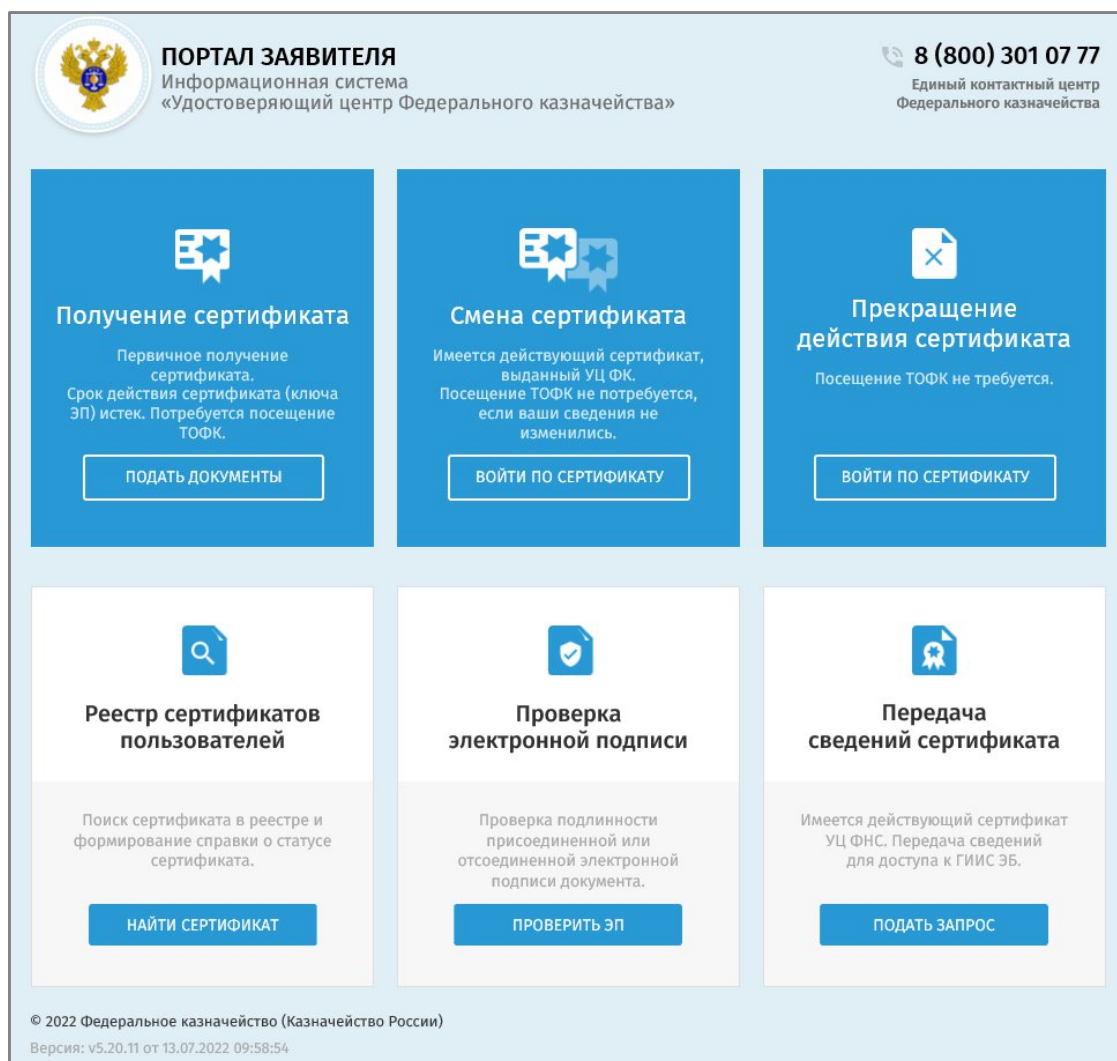 ПОРТАЛ ЗАЯВИТЕЛЯ
Информационная система
«Удостоверяющий центр Федерального казначейства»
8 (800) 301 07 77
Единый контактный центр
Федерального казначейства
Получение сертификата
Первичное получение
сертификата.
Срок действия сертификата (ключа
ЭП) истек. Потребуется посещение
ТОФК.
ПОДАТЬ ДОКУМЕНТЫ
Смена сертификата
Имеется действующий сертификат,
выданный УЦ ФК.
Посещение ТОФК не потребуется,
если ваши сведения не
изменились.
ВОЙТИ ПО СЕРТИФИКАТУ
Прекращение
действия сертификата
Посещение ТОФК не требуется.
ВОЙТИ ПО СЕРТИФИКАТУ
Реестр сертификатов
пользователей
Поиск сертификата в реестре и
формирование справки о статусе
сертификата.
НАЙТИ СЕРТИФИКАТ
Проверка
электронной подписи
Проверка подлинности
присоединенной или
отсоединенной электронной
подписи документа.
ПРОВЕРИТЬ ЭП
Передача
сведений сертификата
Имеется действующий сертификат
УЦ ФНС. Передача сведений
для доступа к ГИИС ЭБ.
ПОДАТЬ ЗАПРОС
© 2022 Федеральное казначейство (Казначейство России)
Версия: v5.20.11 от 13.07.2022 09:58:54